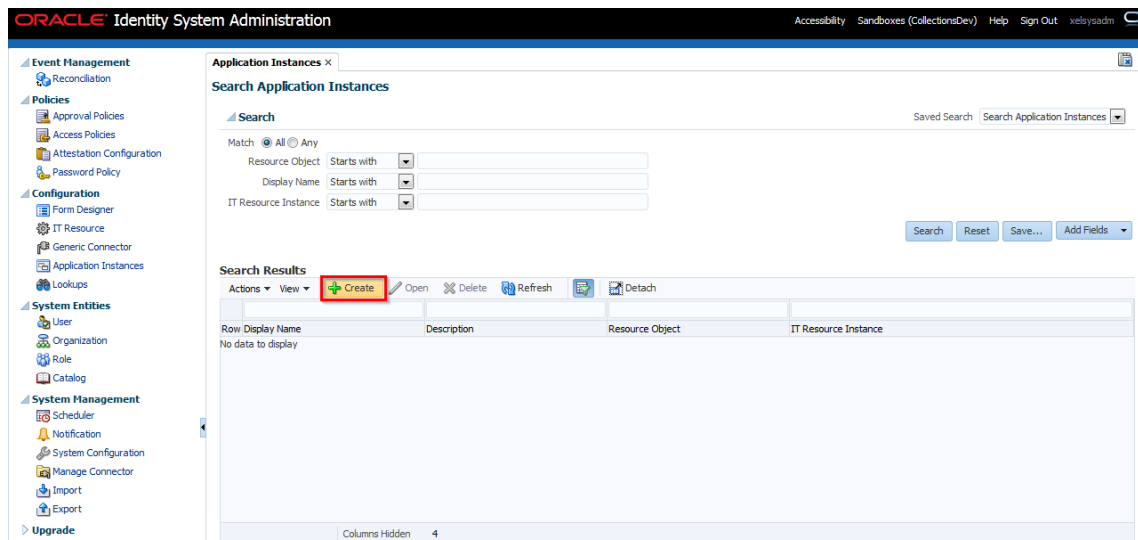 ORACLE Identity System Administration
Accessibility Sandboxes (CollectionsDev) Help Sign Out xelsysadm
Event Management
Reconciliation
Policies
Approval Policies
Access Policies
Attestation Configuration
Password Policy
Configuration
Form Designer
IT Resource
Generic Connector
Application Instances
Lookups
System Entities
User
Organization
Role
Catalog
System Management
Scheduler
Notification
System Configuration
Manage Connector
Import
Export
Upgrade
Application Instances ×
Search Application Instances
Search
Saved Search Search Application Instances
Match All Any
Resource Object Starts with
Display Name Starts with
IT Resource Instance Starts with
Search Reset Save... Add Fields
Search Results
Actions View Create Open Delete Refresh Detach
Row Display Name Description Resource Object IT Resource Instance
No data to display
Columns Hidden 4